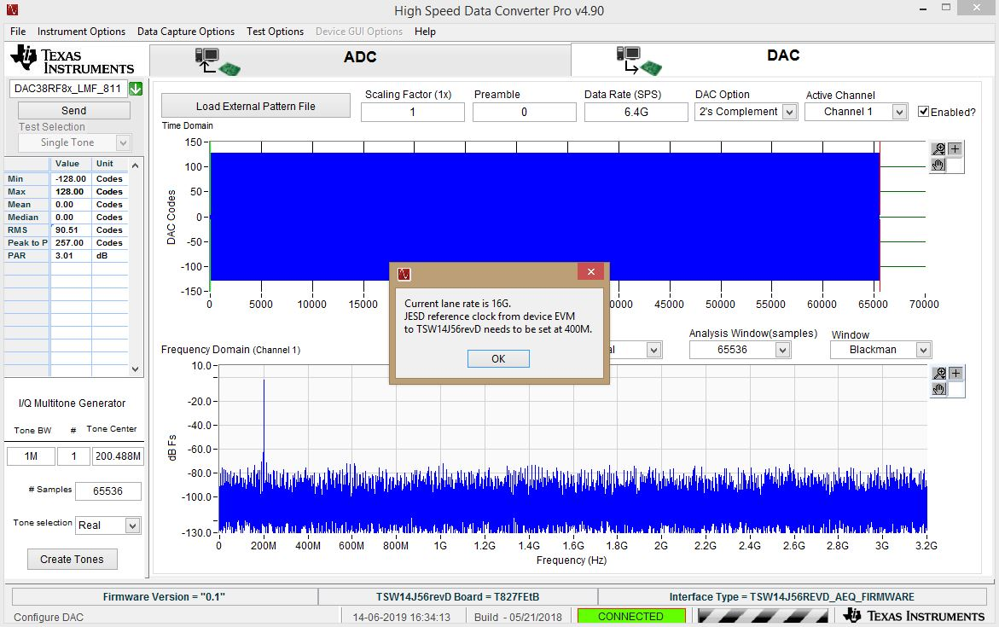 High Speed Data Converter Pro v4.90
File Instrument Options Data Capture Options Test Options Device GUI Options Help
TEXAS INSTRUMENTS
ADC
DAC
DAC38RF8x_LMF_811
Send
Test Selection
Single Tone
Value Unit
Min -128.00 Codes
Max 128.00 Codes
Mean 0.00 Codes
Median 0.00 Codes
RMS 90.51 Codes
Peak to P 257.00 Codes
PAR 3.01 dB
I/Q Multitone Generator
Tone BW # Tone Center
1M 1 200.488M
# Samples 65536
Tone selection Real
Create Tones
Load External Pattern File
Scaling Factor (1x) Preamble Data Rate (SPS) DAC Option Active Channel
1 0 6.4G 2's Complement Channel 1 Enabled?
Time Domain
DAC Codes
150
100
50
0
-50
-100
-150
0 5000 10000 15000 0000 45000 50000 55000 60000 65000 70000
Current lane rate is 16G.
JESD reference clock from device EVM
to TSW14J56revD needs to be set at 400M.
OK
Analysis Window(samples) Window
al 65536 Blackman
Frequency Domain (Channel 1)
dB Fs
10.0
-20.0
-40.0
-60.0
-80.0
-100.0
-130.0
0 200M 400M 600M 800M 1G 1.2G 1.4G 1.6G 1.8G 2G 2.2G 2.4G 2.6G 2.8G 3G 3.2G
Frequency (Hz)
Firmware Version = "0.1" TSW14J56revD Board = T827FEtB Interface Type = TSW14J56REVD_AEQ_FIRMWARE
Configure DAC 14-06-2019 16:34:13 Build - 05/21/2018 CONNECTED TEXAS INSTRUMENTS